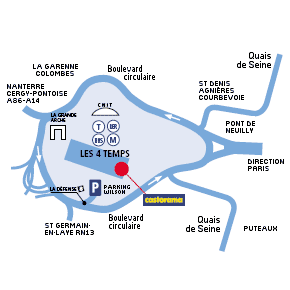 Quais
de Seine
LA GARENNE
COLOMBES
Boulevard
circulaire
NANTERRE
CERGY-PONTOISE
A86-A14
ST DENIS
AGNIÈRES
COURBEVOIE
CNIT
LA GRANDE
ARCHE
T
RER
BUS
M
PONT DE
NEUILLY
LES 4 TEMPS
DIRECTION
PARIS
LA DÉFENSE
P
PARKING
WILSON
castorama
ST GERMAIN-
EN-LAYE RN13
Boulevard
circulaire
Quais
de Seine
PUTEAUX